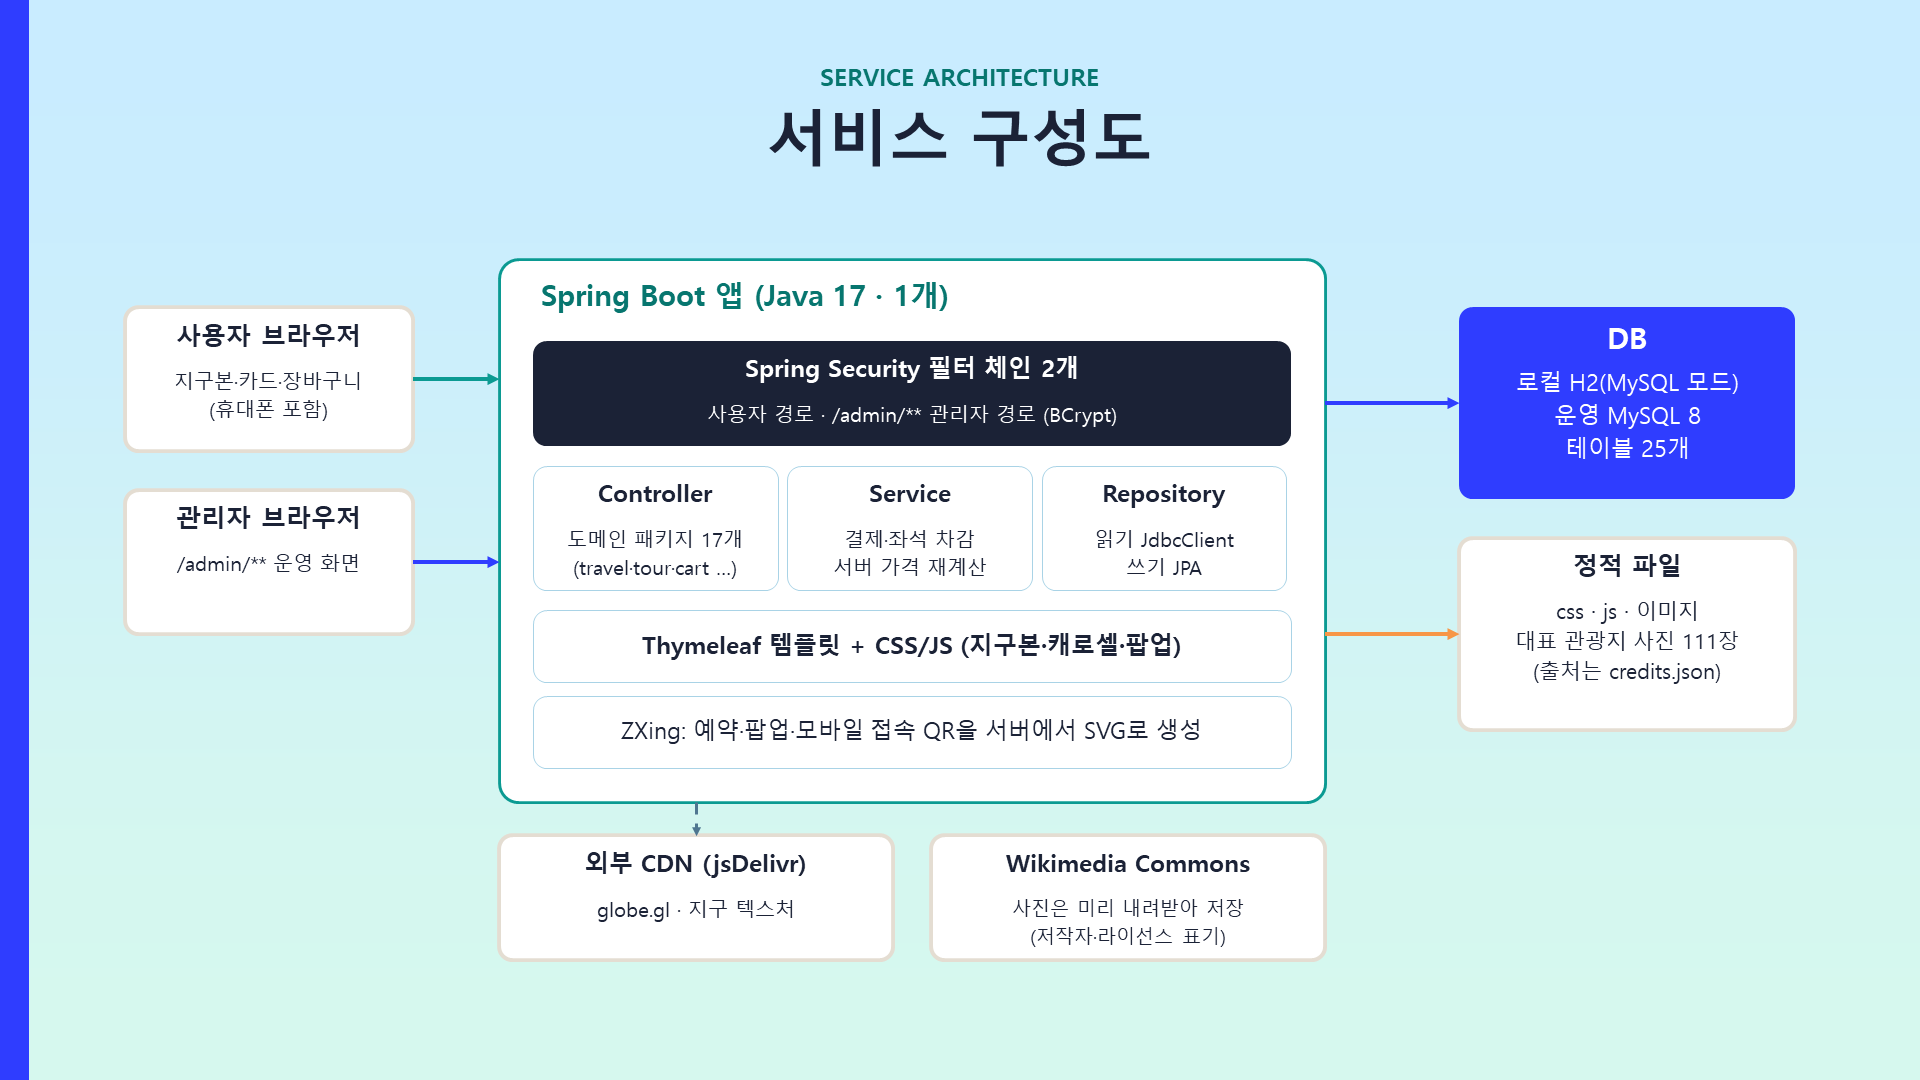 SERVICE ARCHITECTURE
서비스 구성도
사용자 브라우저
지구본·카드·장바구니
(휴대폰 포함)
관리자 브라우저
/admin/** 운영 화면
Spring Boot 앱 (Java 17 · 1개)
Spring Security 필터 체인 2개
사용자 경로 · /admin/** 관리자 경로 (BCrypt)
Controller
도메인 패키지 17개
(travel·tour·cart ...)
Service
결제·좌석 차감
서버 가격 재계산
Repository
읽기 JdbcClient
쓰기 JPA
Thymeleaf 템플릿 + CSS/JS (지구본·캐로셀·팝업)
ZXing: 예약·팝업·모바일 접속 QR을 서버에서 SVG로 생성
DB
로컬 H2(MySQL 모드)
운영 MySQL 8
테이블 25개
정적 파일
css · js · 이미지
대표 관광지 사진 111장
(출처는 credits.json)
외부 CDN (jsDelivr)
globe.gl · 지구 텍스처
Wikimedia Commons
사진은 미리 내려받아 저장
(저작자·라이선스 표기)